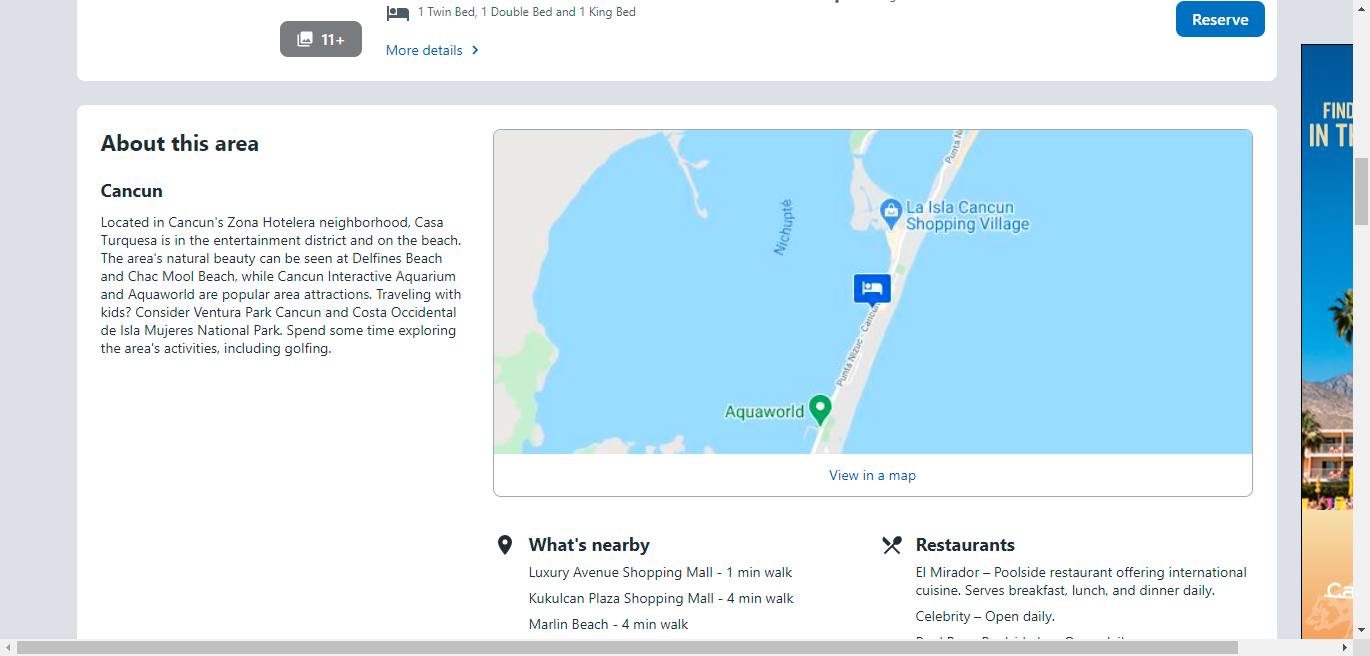 1 Twin Bed, 1 Double Bed and 1 King Bed
11+
More details
Reserve
About this area
Cancun
Located in Cancun's Zona Hotelera neighborhood, Casa
Turquesa is in the entertainment district and on the beach.
The area's natural beauty can be seen at Delfines Beach
and Chac Mool Beach, while Cancun Interactive Aquarium
and Aquaworld are popular area attractions. Traveling with
kids? Consider Ventura Park Cancun and Costa Occidental
de Isla Mujeres National Park. Spend some time exploring
the area's activities, including golfing.
Punta N
Nichupté
La Isla Cancun
Shopping Village
Punta Nizuc - Cancún
Aquaworld
View in a map
What's nearby
Luxury Avenue Shopping Mall - 1 min walk
Kukulcan Plaza Shopping Mall - 4 min walk
Marlin Beach - 4 min walk
Restaurants
El Mirador – Poolside restaurant offering international
cuisine. Serves breakfast, lunch, and dinner daily.
Celebrity – Open daily.
FIND
IN T
Ca